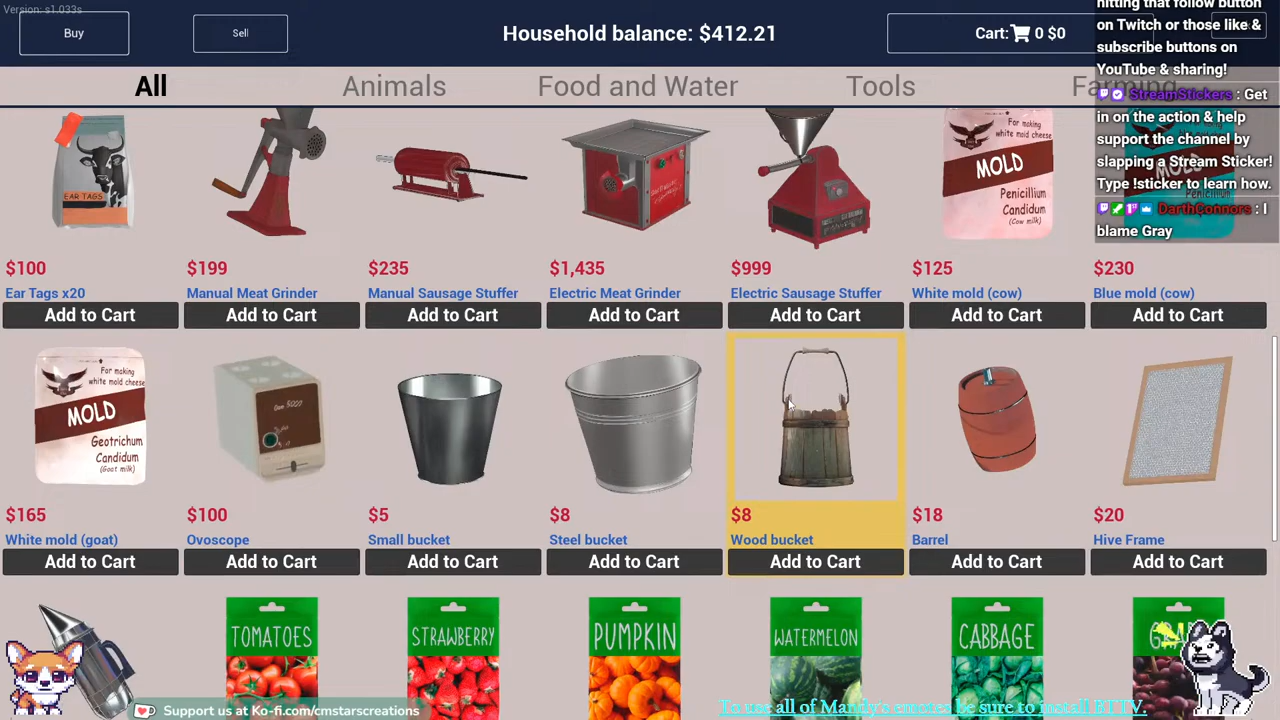 Version: s1.033s
Buy
Sell
Household balance: $412.21
Cart: 0 $0
hitting that follow button
on Twitch or those like &
subscribe buttons on
YouTube & sharing!
StreamStickers : Get
in on the action & help
support the channel by
slapping a Stream Sticker!
Type !sticker to learn how.
DarthConnors : I
blame Gray
All
Animals
Food and Water
Tools
Farming
EAR TAGS
For making
white mold cheese
MOLD
Penicillium
Candidum
(Cow milk)
$100
$199
$235
$1,435
$999
$125
$230
Ear Tags x20
Manual Meat Grinder
Manual Sausage Stuffer
Electric Meat Grinder
Electric Sausage Stuffer
White mold (cow)
Blue mold (cow)
Add to Cart
Add to Cart
Add to Cart
Add to Cart
Add to Cart
Add to Cart
Add to Cart
For making
white mold cheese
MOLD
Geotrichum
Candidum
(Goat milk)
$165
$100
$5
$8
$8
$18
$20
White mold (goat)
Ovoscope
Small bucket
Steel bucket
Wood bucket
Barrel
Hive Frame
Add to Cart
Add to Cart
Add to Cart
Add to Cart
Add to Cart
Add to Cart
Add to Cart
TOMATOES
STRAWBERRY
PUMPKIN
WATERMELON
CABBAGE
Support us at Ko-fi.com/cmstarscreations
To use all of Mandy's emotes be sure to install BTTV.